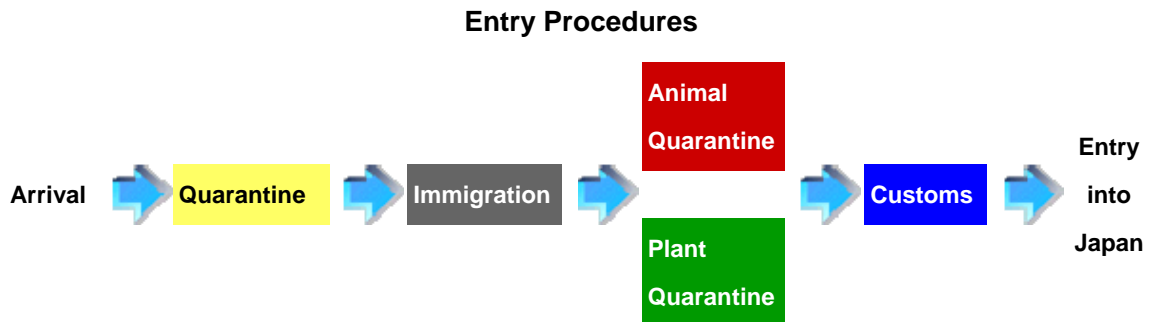 Entry Procedures
Arrival
Quarantine
Immigration
Animal
Quarantine
Plant
Quarantine
Customs
Entry
into
Japan